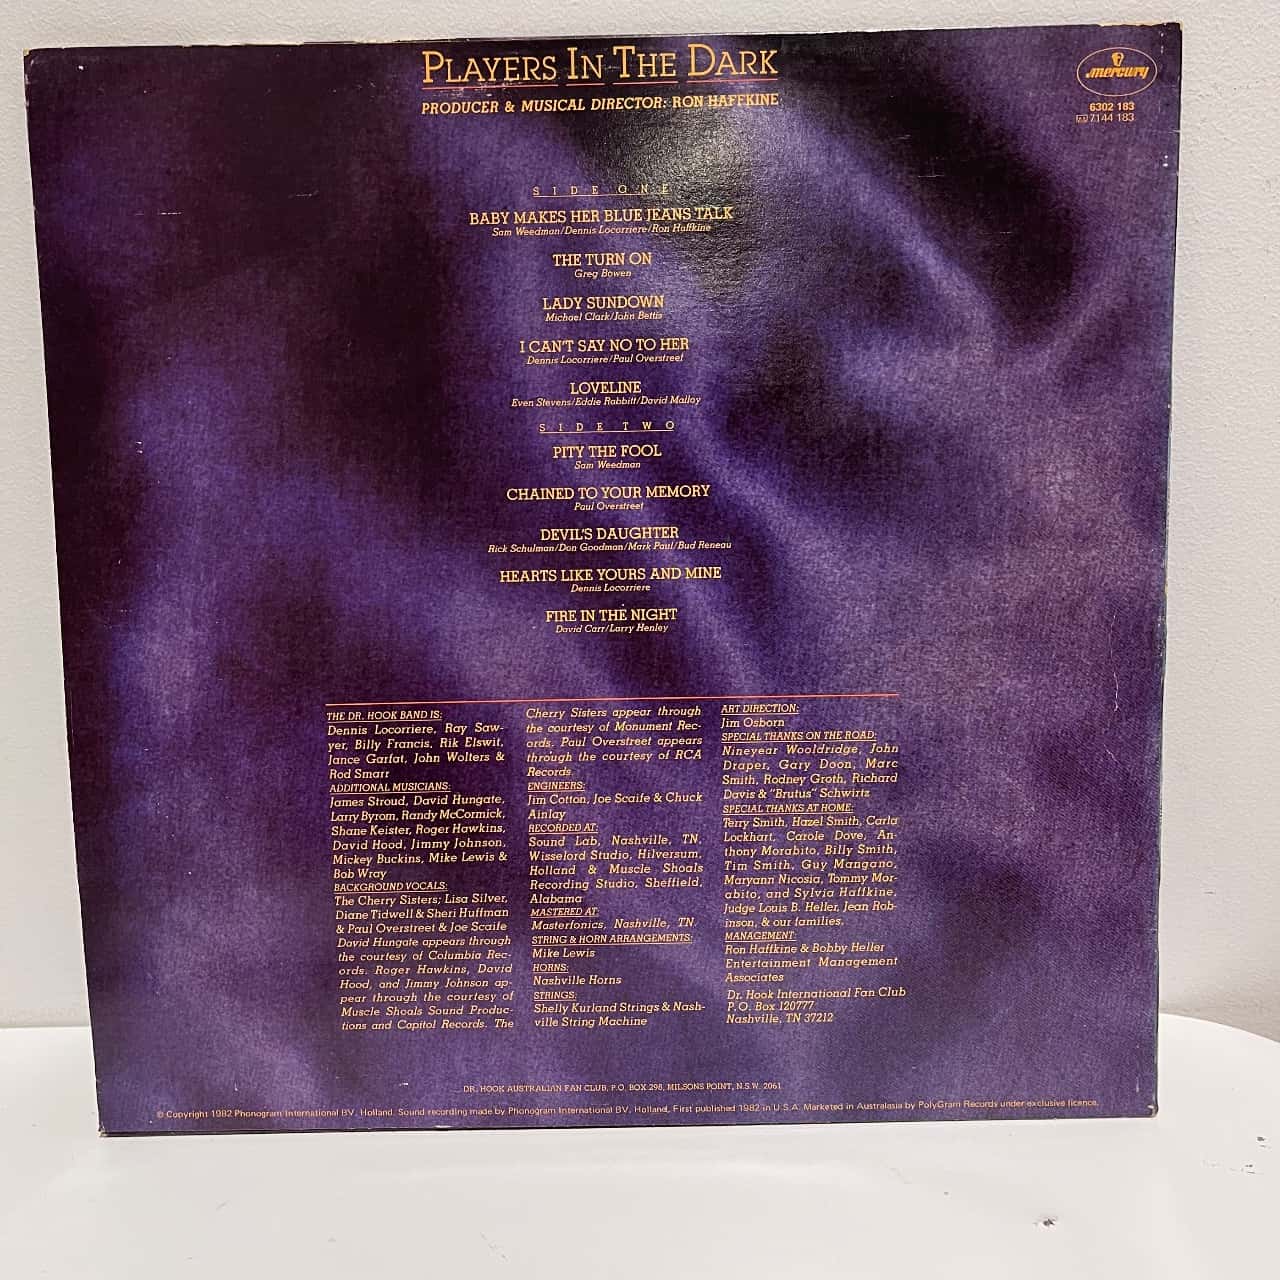 PLAYERS IN THE DARK
PRODUCER & MUSICAL DIRECTOR: RON HAFFKINE
mercury
6302 183
7144 183
SIDE ONE
BABY MAKES HER BLUE JEANS TALK
Sam Weedman/Dennis Locorriere/Ron Haffkine
THE TURN ON
Greg Bowen
LADY SUNDOWN
Michael Clark/John Bettis
I CAN'T SAY NO TO HER
Dennis Locorriere/Paul Overstreet
LOVELINE
Even Stevens/Eddie Rabbitt/David Malloy
SIDE TWO
PITY THE FOOL
Sam Weedman
CHAINED TO YOUR MEMORY
Paul Overstreet
DEVIL'S DAUGHTER
Rick Schulman/Don Goodman/Mark Paul/Bud Reneau
HEARTS LIKE YOURS AND MINE
Dennis Locorriere
FIRE IN THE NIGHT
David Carr/Larry Henley
THE DR. HOOK BAND IS:
Dennis Locorriere, Ray Saw-
yer, Billy Francis, Rik Elswit,
Jance Garfat, John Wolters &
Rod Smarr
ADDITIONAL MUSICIANS:
James Stroud, David Hungate,
Larry Byrom, Randy McCormick,
Shane Keister, Roger Hawkins,
David Hood, Jimmy Johnson,
Mickey Buckins, Mike Lewis &
Bob Wray
BACKGROUND VOCALS:
The Cherry Sisters; Lisa Silver,
Diane Tidwell & Sheri Huffman
& Paul Overstreet & Joe Scaife
David Hungate appears through
the courtesy of Columbia Rec-
ords. Roger Hawkins, David
Hood, and Jimmy Johnson ap-
pear through the courtesy of
Muscle Shoals Sound Produc-
tions and Capitol Records. The
Cherry Sisters appear through
the courtesy of Monument Rec-
ords. Paul Overstreet appears
through the courtesy of RCA
Records.
ENGINEERS:
Jim Cotton, Joe Scaife & Chuck
Ainlay
RECORDED AT:
Sound Lab, Nashville, TN,
Wisselord Studio, Hilversum,
Holland & Muscle Shoals
Recording Studio, Sheffield,
Alabama
MASTERED AT:
Masterfonics, Nashville, TN.
STRING & HORN ARRANGEMENTS:
Mike Lewis
HORNS:
Nashville Horns
STRINGS:
Shelly Kurland Strings & Nash-
ville String Machine
ART DIRECTION:
Jim Osborn
SPECIAL THANKS ON THE ROAD:
Nineyear Wooldridge, John
Draper, Gary Doon, Marc
Smith, Rodney Groth, Richard
Davis & "Brutus" Schwirtz
SPECIAL THANKS AT HOME:
Terry Smith, Hazel Smith, Carla
Lockhart, Carole Dove, An-
thony Morabito, Billy Smith,
Tim Smith, Guy Mangano,
Maryann Nicosia, Tommy Mor-
abito, and Sylvia Haffkine,
Judge Louis B. Heller, Jean Rob-
inson, & our families.
MANAGEMENT:
Ron Haffkine & Bobby Heller
Entertainment Management
Associates
Dr. Hook International Fan Club
P.O. Box 120777
Nashville, TN 37212
DR. HOOK AUSTRALIAN FAN CLUB, P.O. BOX 298, MILSONS POINT, N.S.W. 2061
© Copyright 1982 Phonogram International BV, Holland. Sound recording made by Phonogram International BV, Holland, First published 1982 in U.S.A. Marketed in Australasia by PolyGram Records under exclusive licence.